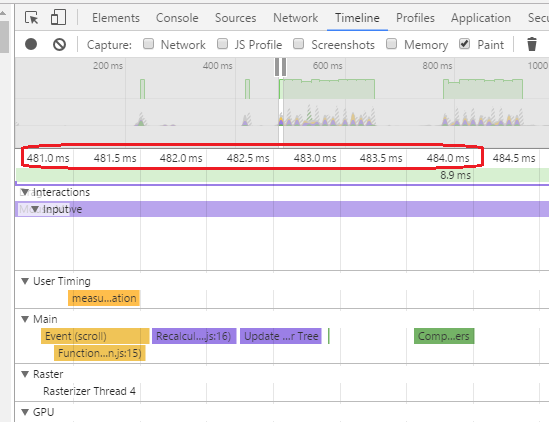 Elements Console Sources Network Timeline Profiles Application Secu
Capture: Network JS Profile Screenshots Memory Paint
200 ms 400 ms 600 ms 800 ms 1000
481.0 ms 481.5 ms 482.0 ms 482.5 ms 483.0 ms 483.5 ms 484.0 ms 484.5 ms
8.9 ms
Interactions
Inputive
User Timing
measu...ation
Main
Event (scroll) Recalcul...js:16) Update ...r Tree Comp...ers
Function...n.js:15)
Raster
Rasterizer Thread 4
GPU